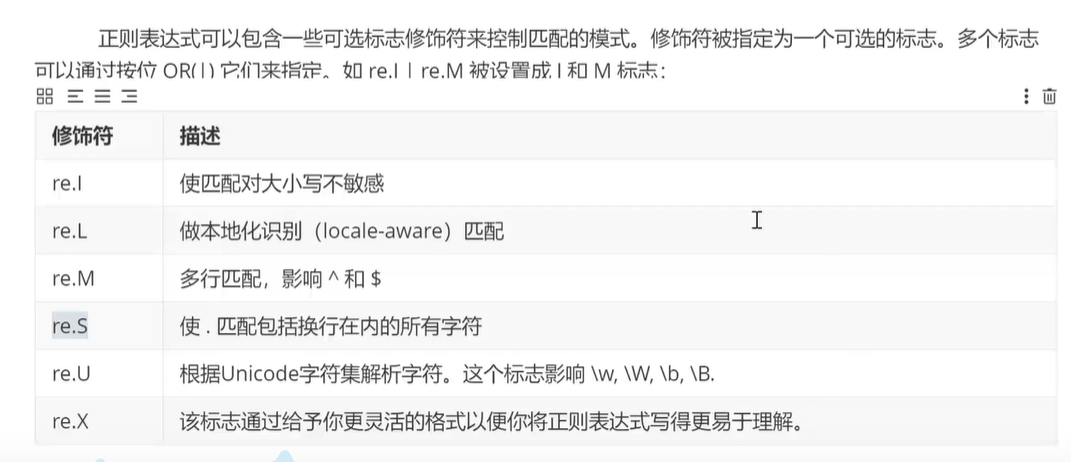 正则表达式可以包含一些可选标志修饰符来控制匹配的模式。修饰符被指定为一个可选的标志。多个标志
可以通过按位 OR(|) 它们来指定。如 re.I | re.M 被设置成 I 和 M 标志：
修饰符 描述
re.I 使匹配对大小写不敏感
re.L 做本地化识别（locale-aware）匹配
re.M 多行匹配，影响 ^ 和 $
re.S 使 . 匹配包括换行在内的所有字符
re.U 根据Unicode字符集解析字符。这个标志影响 \w, \W, \b, \B.
re.X 该标志通过给予你更灵活的格式以便你将正则表达式写得更易于理解。